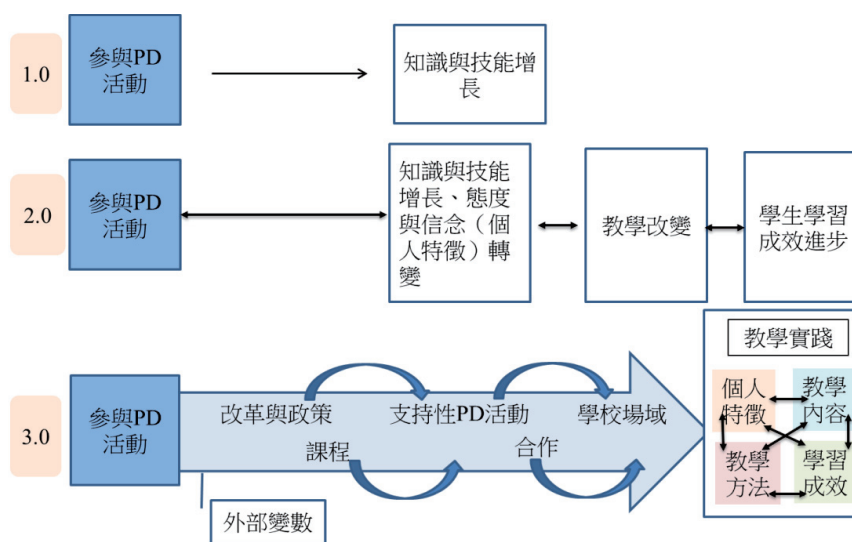 1.0
參與PD
活動
知識與技能增
長
2.0
參與PD
活動
知識與技能
增長、態度
與信念（個
人特徵）轉
變
教學改變
學生學習
成效進步
3.0
參與PD
活動
改革與政策
支持性PD活動
學校場域
課程
合作
外部變數
教學實踐
個人
特徵
教學
內容
教學
方法
學習
成效